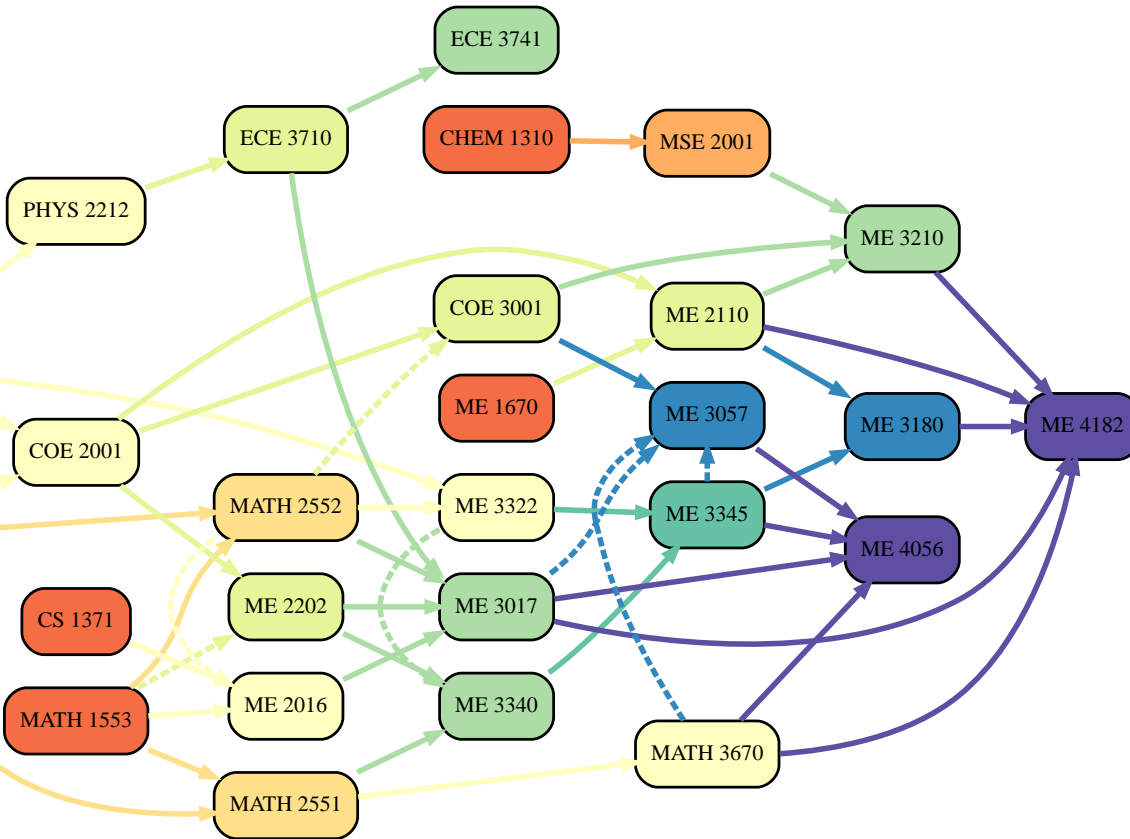 ECE 3741
ECE 3710
CHEM 1310
MSE 2001
PHYS 2212
ME 3210
COE 3001
ME 2110
ME 1670
ME 3057
ME 3180
ME 4182
COE 2001
MATH 2552
ME 3322
ME 3345
ME 4056
CS 1371
ME 2202
ME 3017
MATH 1553
ME 2016
ME 3340
MATH 3670
MATH 2551